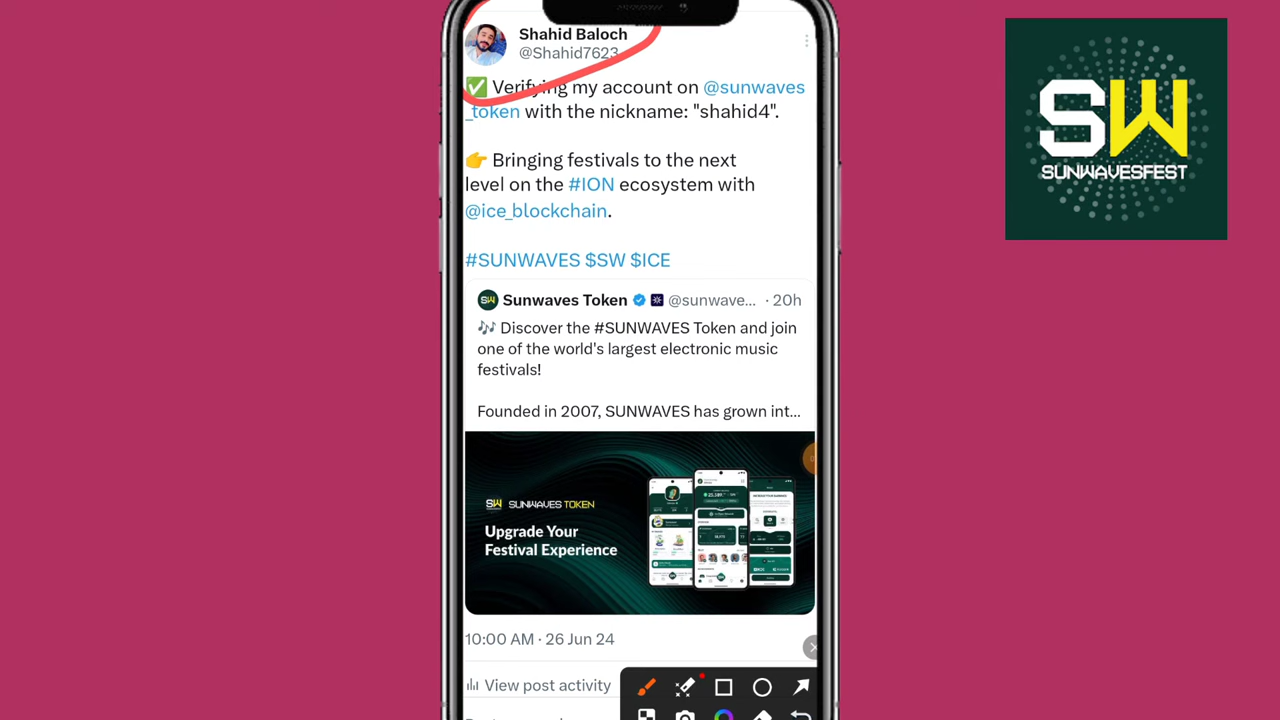 Shahid Baloch
@Shahid7623
✅ Verifying my account on @sunwaves
_token with the nickname: "shahid4".
👉 Bringing festivals to the next
level on the #ION ecosystem with
@ice_blockchain.
#SUNWAVES $SW $ICE
Sunwaves Token @sunwave... · 20h
🎶 Discover the #SUNWAVES Token and join
one of the world's largest electronic music
festivals!
Founded in 2007, SUNWAVES has grown int...
SW SUNWAVES TOKEN
Upgrade Your
Festival Experience
10:00 AM · 26 Jun 24
View post activity
SW
SUNWAVESFEST